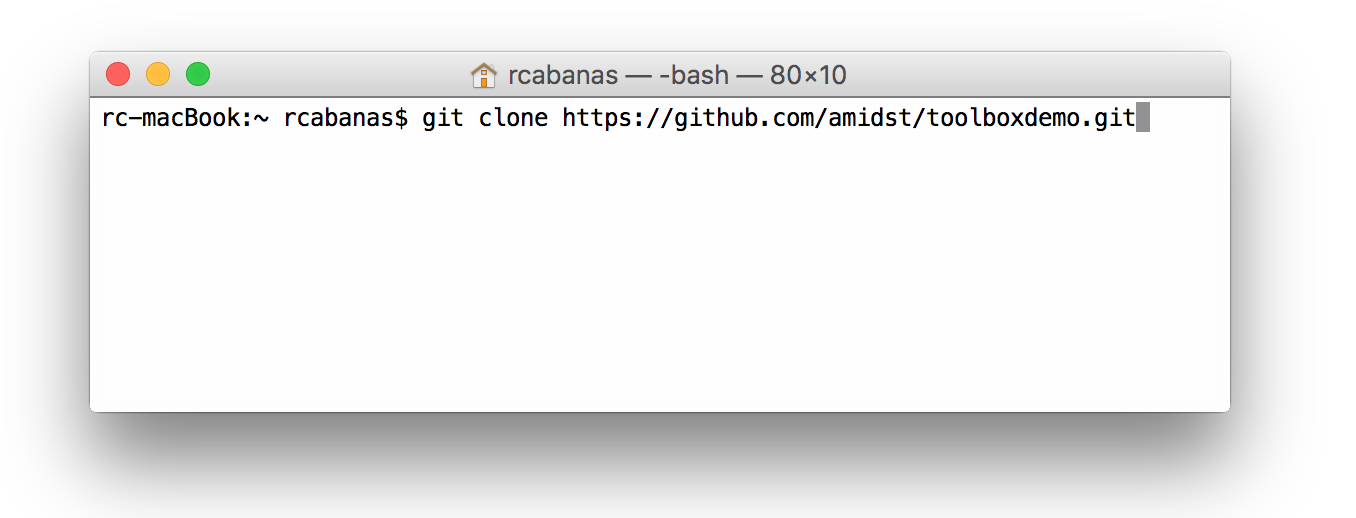 rcabanas — -bash — 80×10
rc-macBook:~ rcabanas$ git clone https://github.com/amidst/toolboxdemo.git